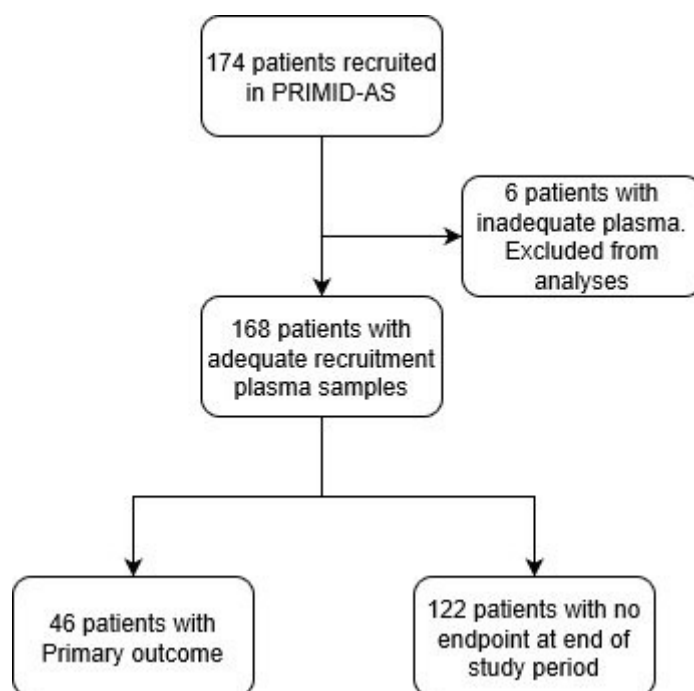 174 patients recruited
in PRIMID-AS
6 patients with
inadequate plasma.
Excluded from
analyses
168 patients with
adequate recruitment
plasma samples
46 patients with
Primary outcome
122 patients with no
endpoint at end of
study period